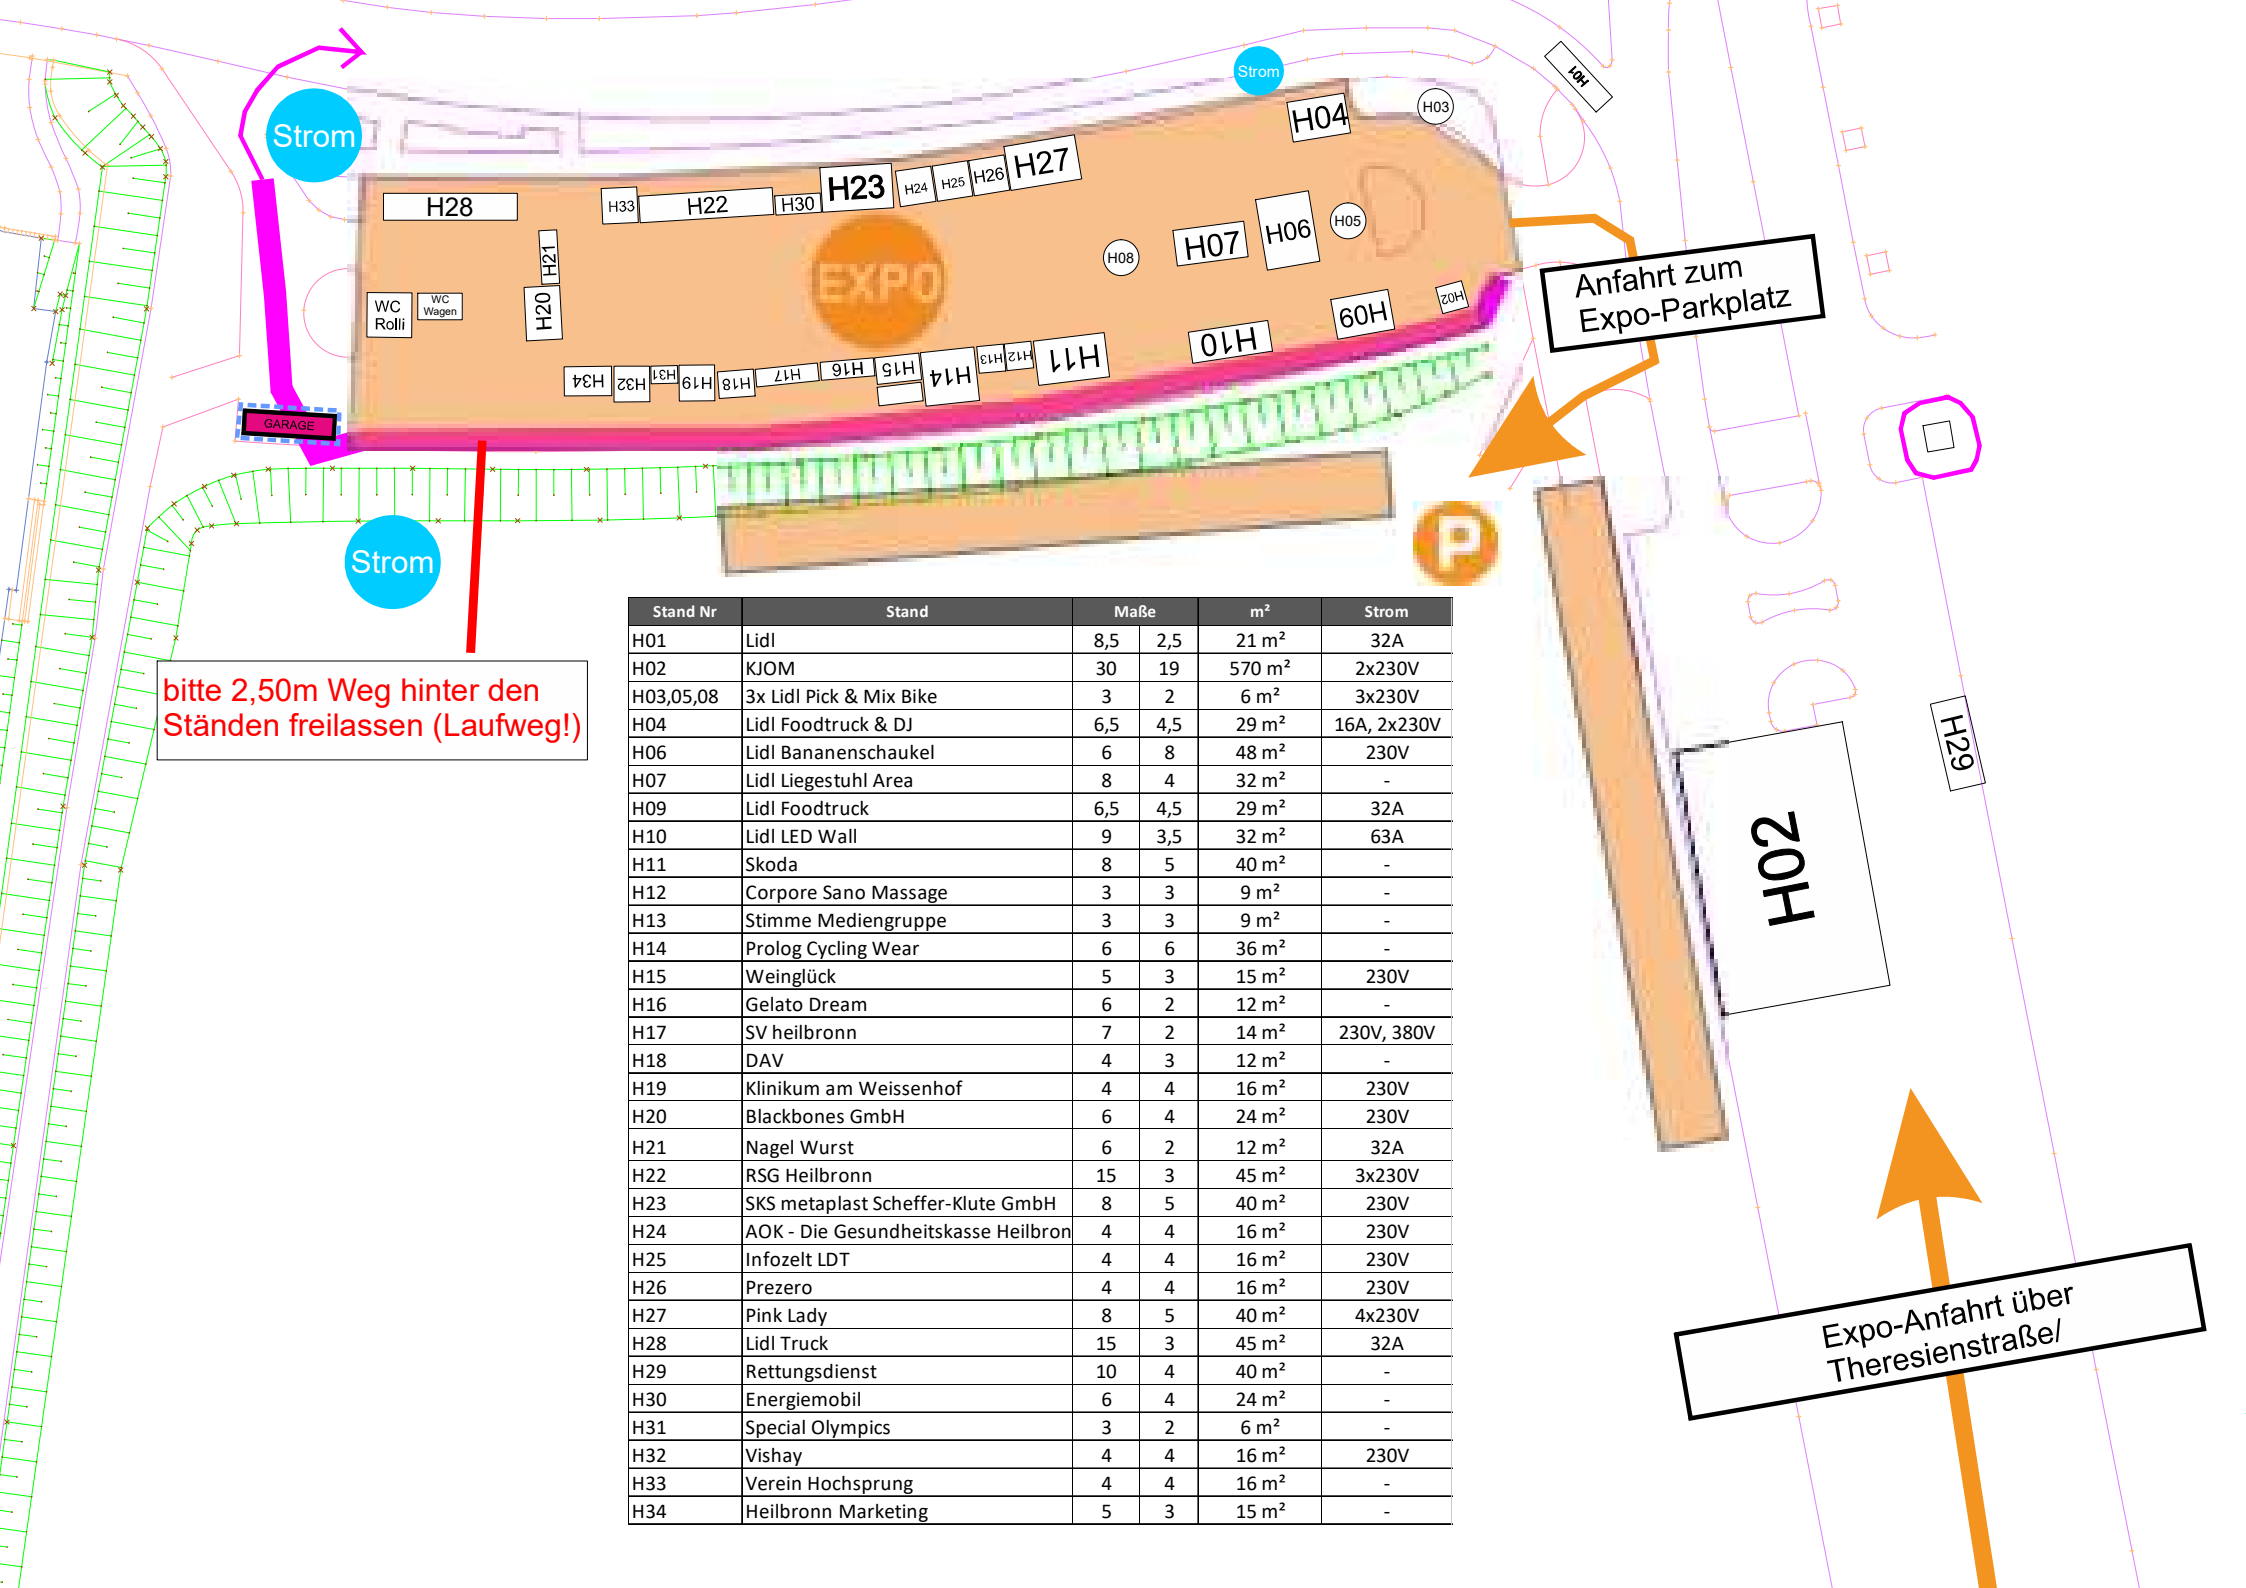 H01
Strom
Strom
H03
H04
H27
H26
H25
H24
H23
H30
H22
H33
H28
H21
H20
H05
H06
H07
H08
EXPO
Anfahrt zum
Expo-Parkplatz
WC
Rolli
WC
Wagen
H02
H09
H10
H11
H12
H13
H14
H15
H16
H17
H18
H19
H31
H32
H34
GARAGE
Strom
P
bitte 2,50m Weg hinter den
Ständen freilassen (Laufweg!)
Stand Nr Stand Maße m² Strom
H01 Lidl 8,5 2,5 21 m² 32A
H02 KJOM 30 19 570 m² 2x230V
H03,05,08 3x Lidl Pick & Mix Bike 3 2 6 m² 3x230V
H04 Lidl Foodtruck & DJ 6,5 4,5 29 m² 16A, 2x230V
H06 Lidl Bananenschaukel 6 8 48 m² 230V
H07 Lidl Liegestuhl Area 8 4 32 m² -
H09 Lidl Foodtruck 6,5 4,5 29 m² 32A
H10 Lidl LED Wall 9 3,5 32 m² 63A
H11 Skoda 8 5 40 m² -
H12 Corpore Sano Massage 3 3 9 m² -
H13 Stimme Mediengruppe 3 3 9 m² -
H14 Prolog Cycling Wear 6 6 36 m² -
H15 Weinglück 5 3 15 m² 230V
H16 Gelato Dream 6 2 12 m² -
H17 SV heilbronn 7 2 14 m² 230V, 380V
H18 DAV 4 3 12 m² -
H19 Klinikum am Weissenhof 4 4 16 m² 230V
H20 Blackbones GmbH 6 4 24 m² 230V
H21 Nagel Wurst 6 2 12 m² 32A
H22 RSG Heilbronn 15 3 45 m² 3x230V
H23 SKS metaplast Scheffer-Klute GmbH 8 5 40 m² 230V
H24 AOK - Die Gesundheitskasse Heilbron 4 4 16 m² 230V
H25 Infozelt LDT 4 4 16 m² 230V
H26 Prezero 4 4 16 m² 230V
H27 Pink Lady 8 5 40 m² 4x230V
H28 Lidl Truck 15 3 45 m² 32A
H29 Rettungsdienst 10 4 40 m² -
H30 Energiemobil 6 4 24 m² -
H31 Special Olympics 3 2 6 m² -
H32 Vishay 4 4 16 m² 230V
H33 Verein Hochsprung 4 4 16 m² -
H34 Heilbronn Marketing 5 3 15 m² -
H29
H02
Expo-Anfahrt über
Theresienstraße/